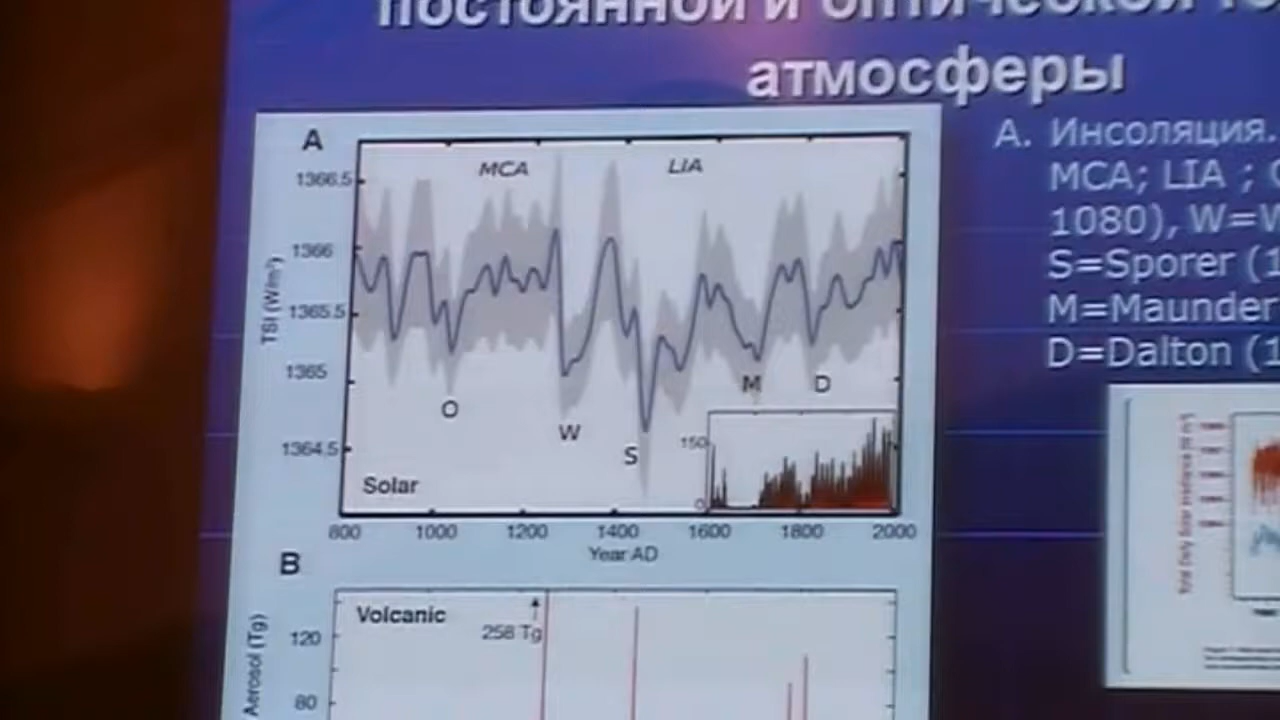 постоянной и оптической
атмосферы
A
MCA
LIA
1366.5
1366
1365.5
1365
1364.5
TSI (W/m²)
O
W
S
M
D
150
0
Solar
800 1000 1200 1400 1600 1800 2000
Year AD
B
Volcanic
258 Tg
120
80
Aerosol (Tg)
А. Инсоляция.
MCA; LIA ;
1080), W=W
S=Sporer (1
M=Maunder
D=Dalton (1